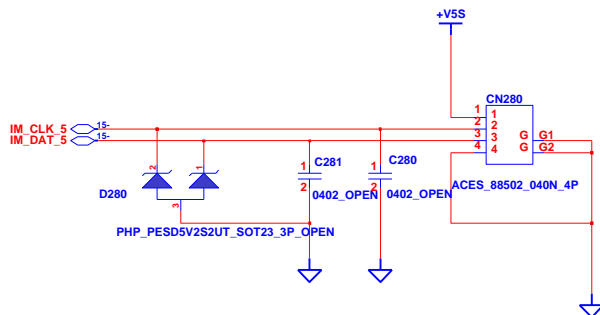 +V5S
CN280
1 1
2 2
3 3 G G1
4 4 G G2
IM_CLK_5 15-
IM_DAT_5 15-
2 1
D280
3
1 C281
2
0402_OPEN
1 C280
2
0402_OPEN
ACES_88502_040N_4P
PHP_PESD5V2S2UT_SOT23_3P_OPEN